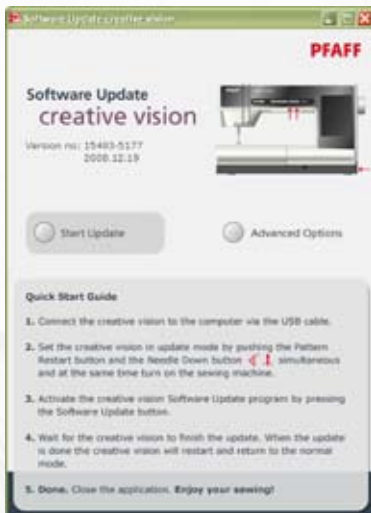 Software Update creative vision
PFAFF
Software Update
creative vision
Version no: 15493-5177
2008.12.19
Start Update
Advanced Options
Quick Start Guide
1. Connect the creative vision to the computer via the USB cable.
2. Set the creative vision in update mode by pushing the Pattern
Restart button and the Needle Down button simultaneous
and at the same time turn on the sewing machine.
3. Activate the creative vision Software Update program by pressing
the Software Update button.
4. Wait for the creative vision to finish the update. When the update
is done the creative vision will restart and return to the normal
mode.
5. Done. Close the application. Enjoy your sewing!